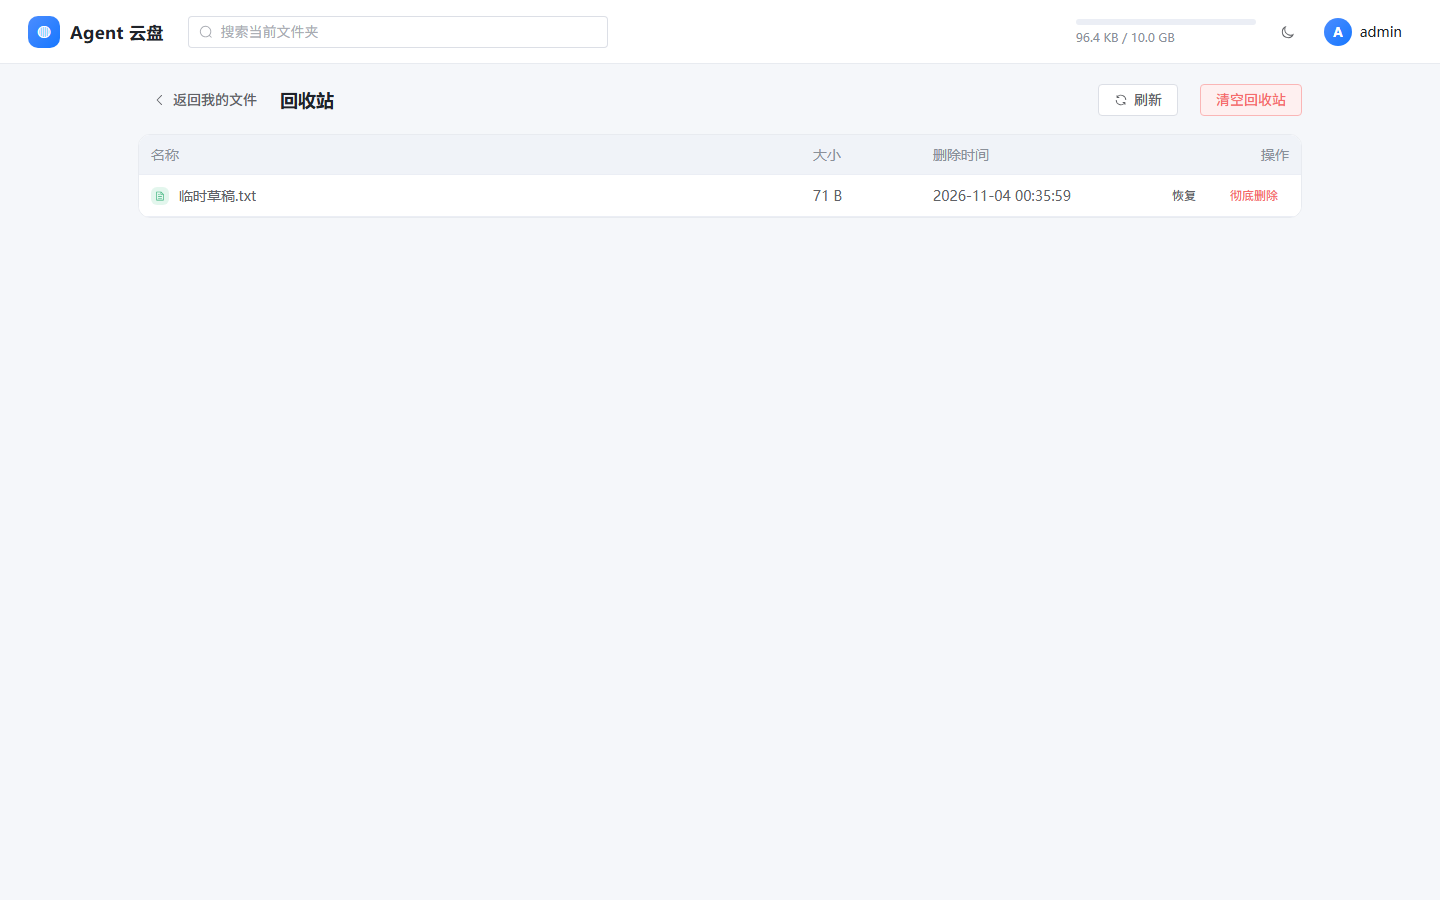 Agent 云盘
搜索当前文件夹
96.4 KB / 10.0 GB
A admin
返回我的文件 回收站
刷新 清空回收站
名称 大小 删除时间 操作
临时草稿.txt 71 B 2026-11-04 00:35:59 恢复 彻底删除